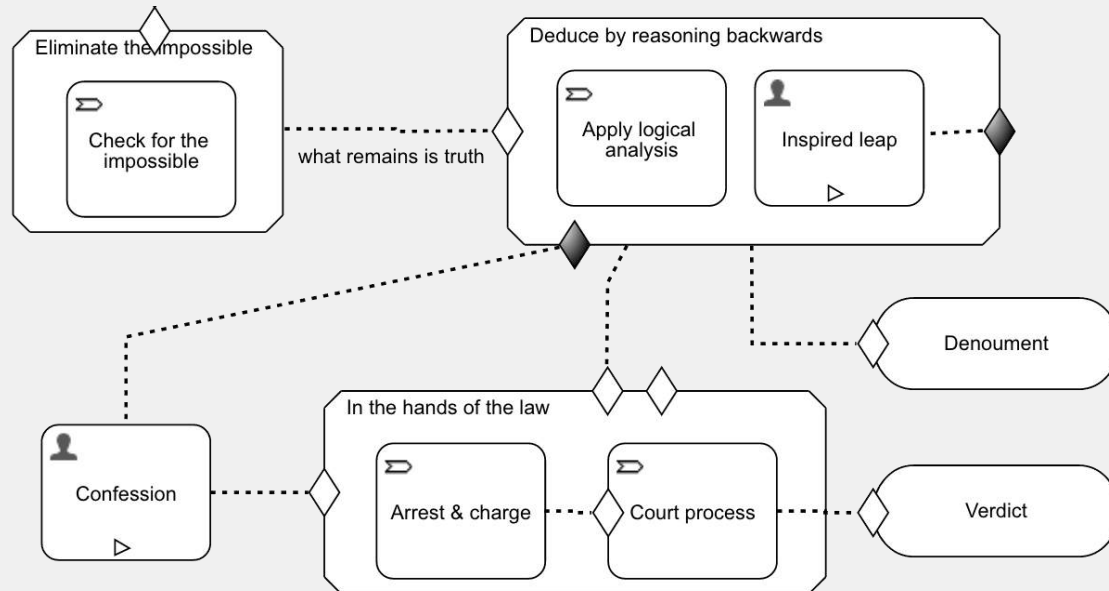 Eliminate the impossible
Check for the
impossible
what remains is truth
Deduce by reasoning backwards
Apply logical
analysis
Inspired leap
Denoument
In the hands of the law
Confession
Arrest & charge
Court process
Verdict